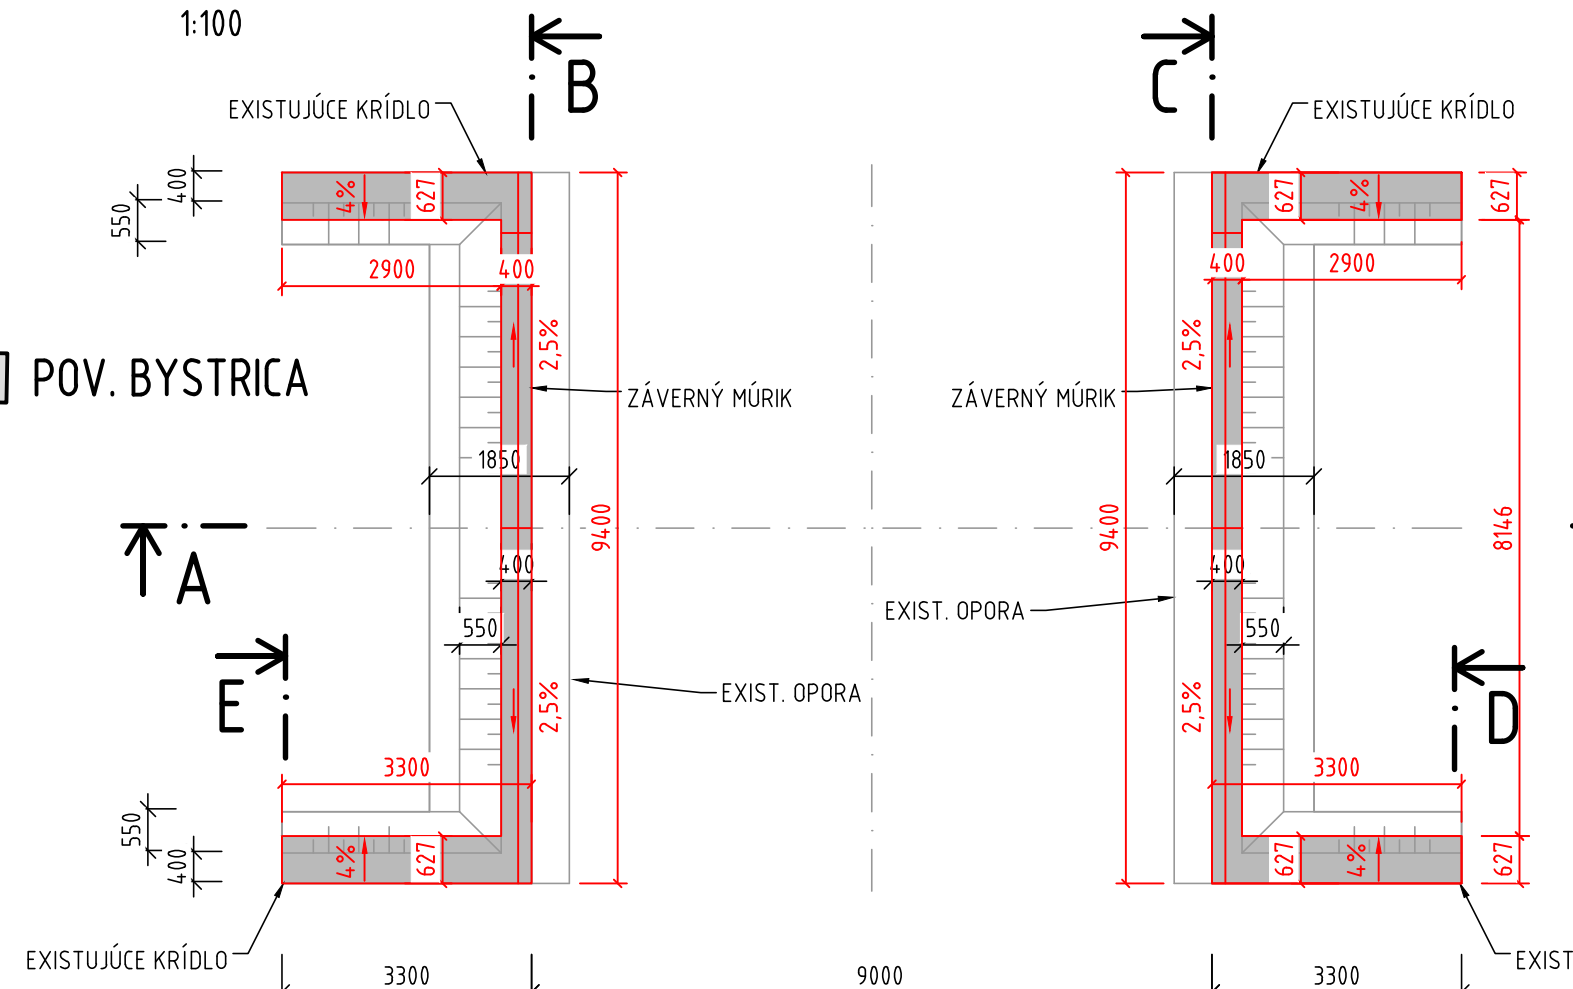 1:100
B
C
EXISTUJÚCE KRÍDLO
EXISTUJÚCE KRÍDLO
400
550
4%
627
627
4%
627
2900
400
400
2900
2,5%
2,5%
POV. BYSTRICA
ZÁVERNÝ MÚRIK
ZÁVERNÝ MÚRIK
1850
1850
9400
9400
8146
A
400
400
EXIST. OPORA
550
550
E
2,5%
EXIST. OPORA
2,5%
D
3300
3300
550
400
4%
627
627
4%
627
EXISTUJÚCE KRÍDLO
EXIST
3300
9000
3300